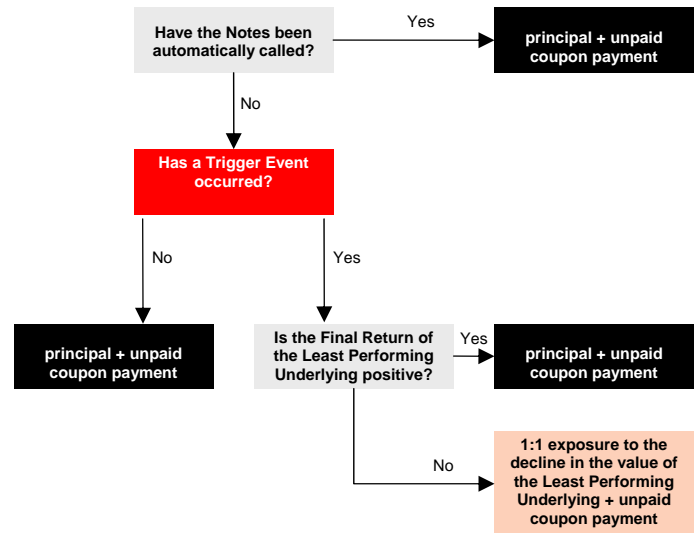 Have the Notes been
automatically called?
Yes
principal + unpaid
coupon payment
No
Has a Trigger Event
occurred?
No
Yes
principal + unpaid
coupon payment
Is the Final Return of
the Least Performing
Underlying positive?
Yes
principal + unpaid
coupon payment
No
1:1 exposure to the
decline in the value of
the Least Performing
Underlying + unpaid
coupon payment